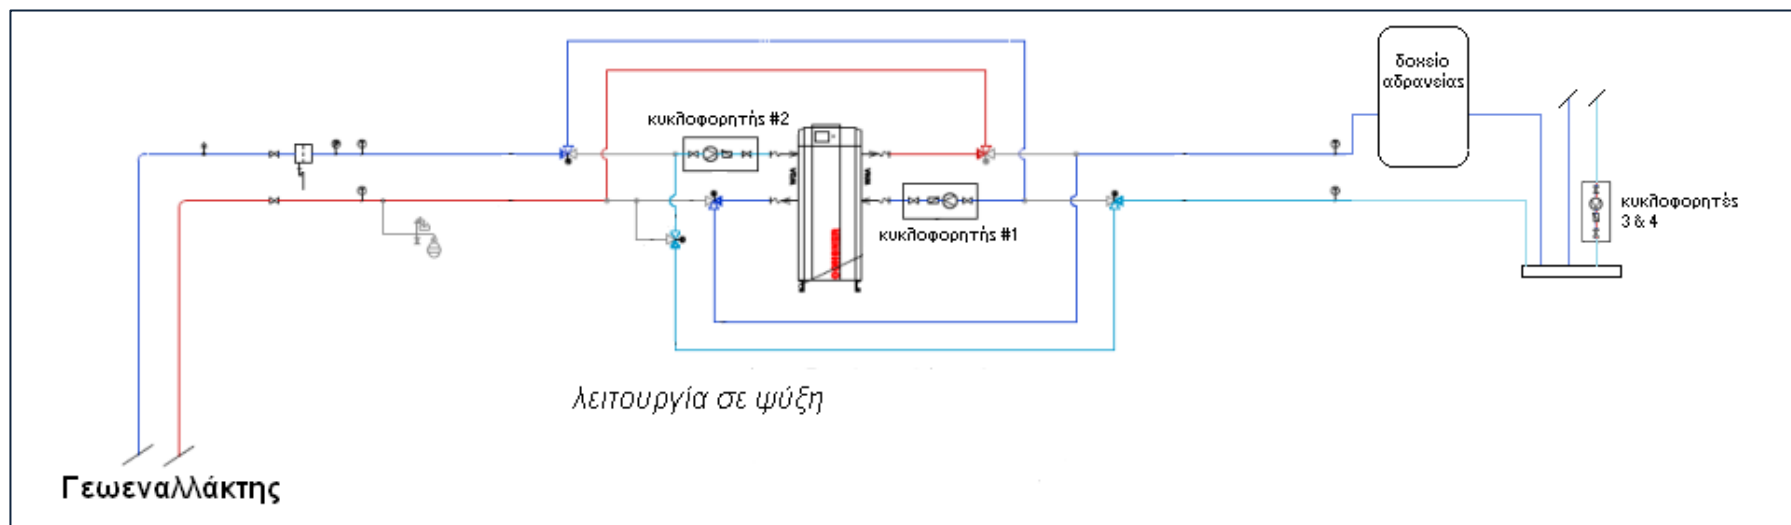 δοχείο
αδρανείας
κυκλοφορητής #2
κυκλοφορητές
3 & 4
κυκλοφορητής #1
λειτουργία σε ψύξη
Γεωεναλλάκτης